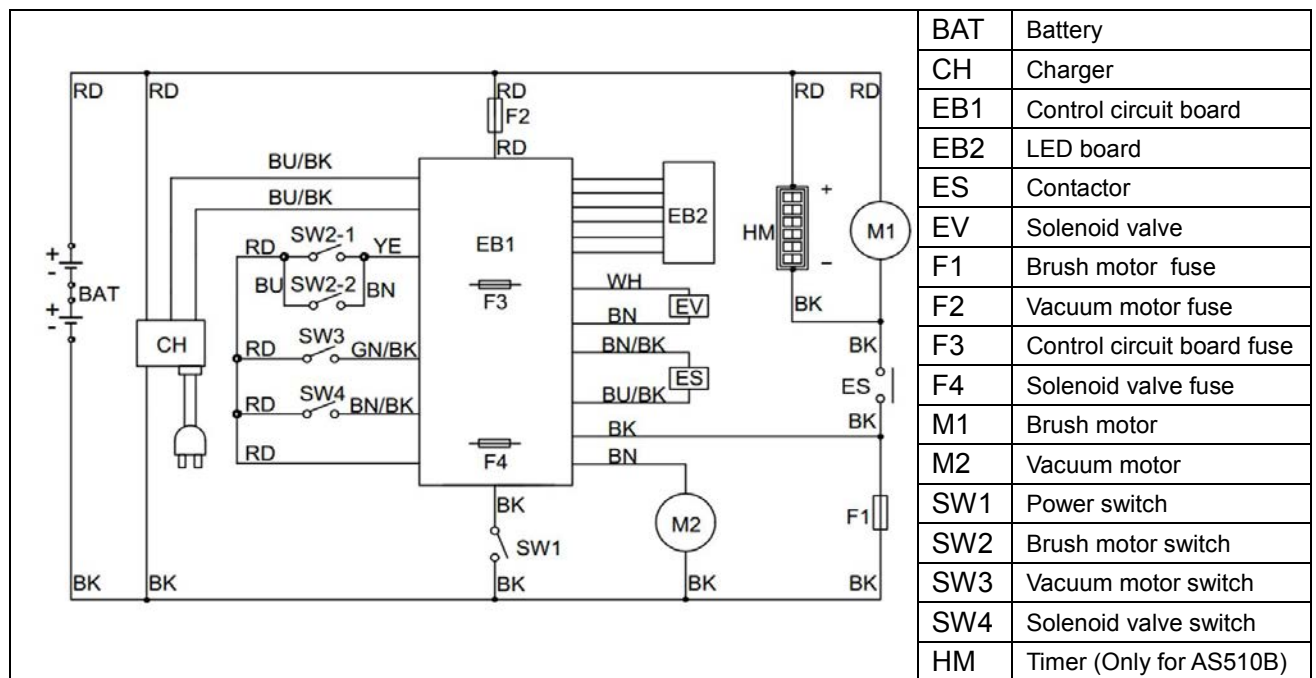 RD RD RD RD RD
F2
RD
BU/BK
BU/BK
EB2
SW2-1
RD YE
EB1
HM + M1
+
-
BU SW2-2 BN
WH
BAT
F3
EV
-
+
-
BN
BK
CH
SW3
RD GN/BK
BN/BK
BK
ES
ES
SW4
RD BN/BK
BU/BK
BK
BK
RD
F4
BN
BK
M2
F1
SW1
BK BK BK BK BK
BAT Battery
CH Charger
EB1 Control circuit board
EB2 LED board
ES Contactor
EV Solenoid valve
F1 Brush motor fuse
F2 Vacuum motor fuse
F3 Control circuit board fuse
F4 Solenoid valve fuse
M1 Brush motor
M2 Vacuum motor
SW1 Power switch
SW2 Brush motor switch
SW3 Vacuum motor switch
SW4 Solenoid valve switch
HM Timer (Only for AS510B)